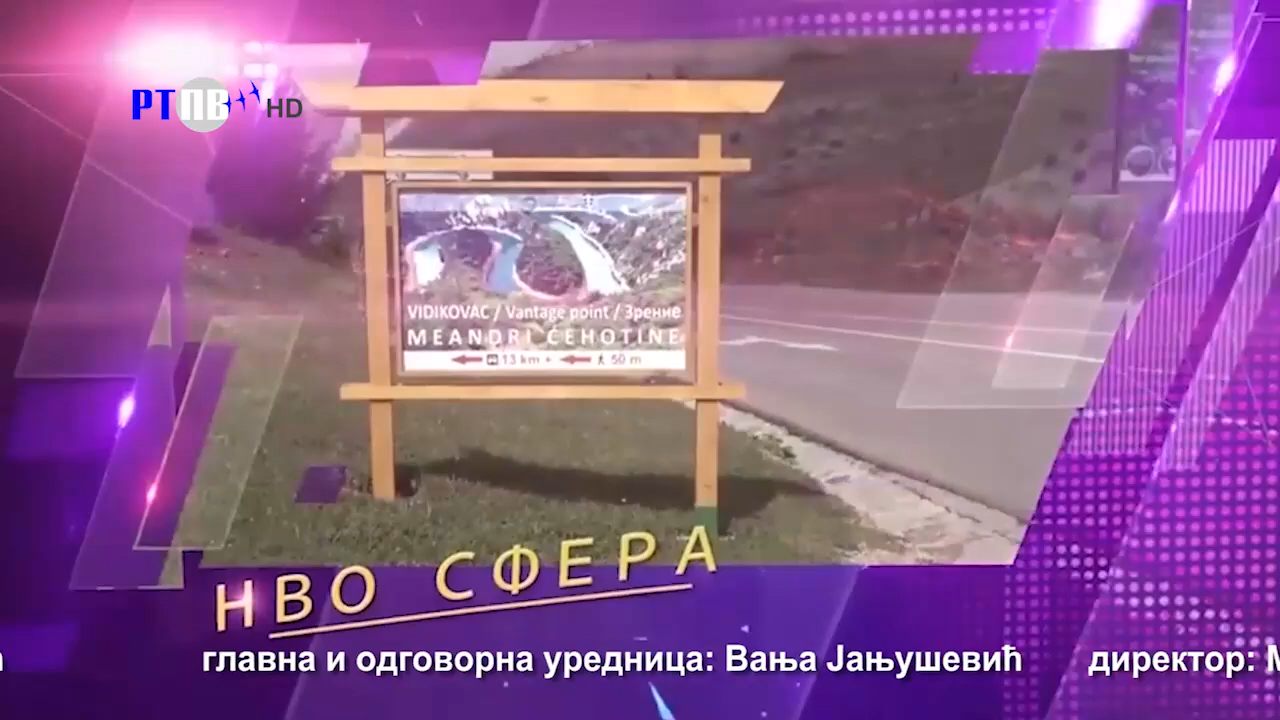 РТПВ HD
VIDIKOVAC / Vantage point / Зрение
MEANDRI ĆEHOTINE
13 km + 50 m
НВО СФЕРА
главна и одговорна уредница: Вања Јањушевић директор: